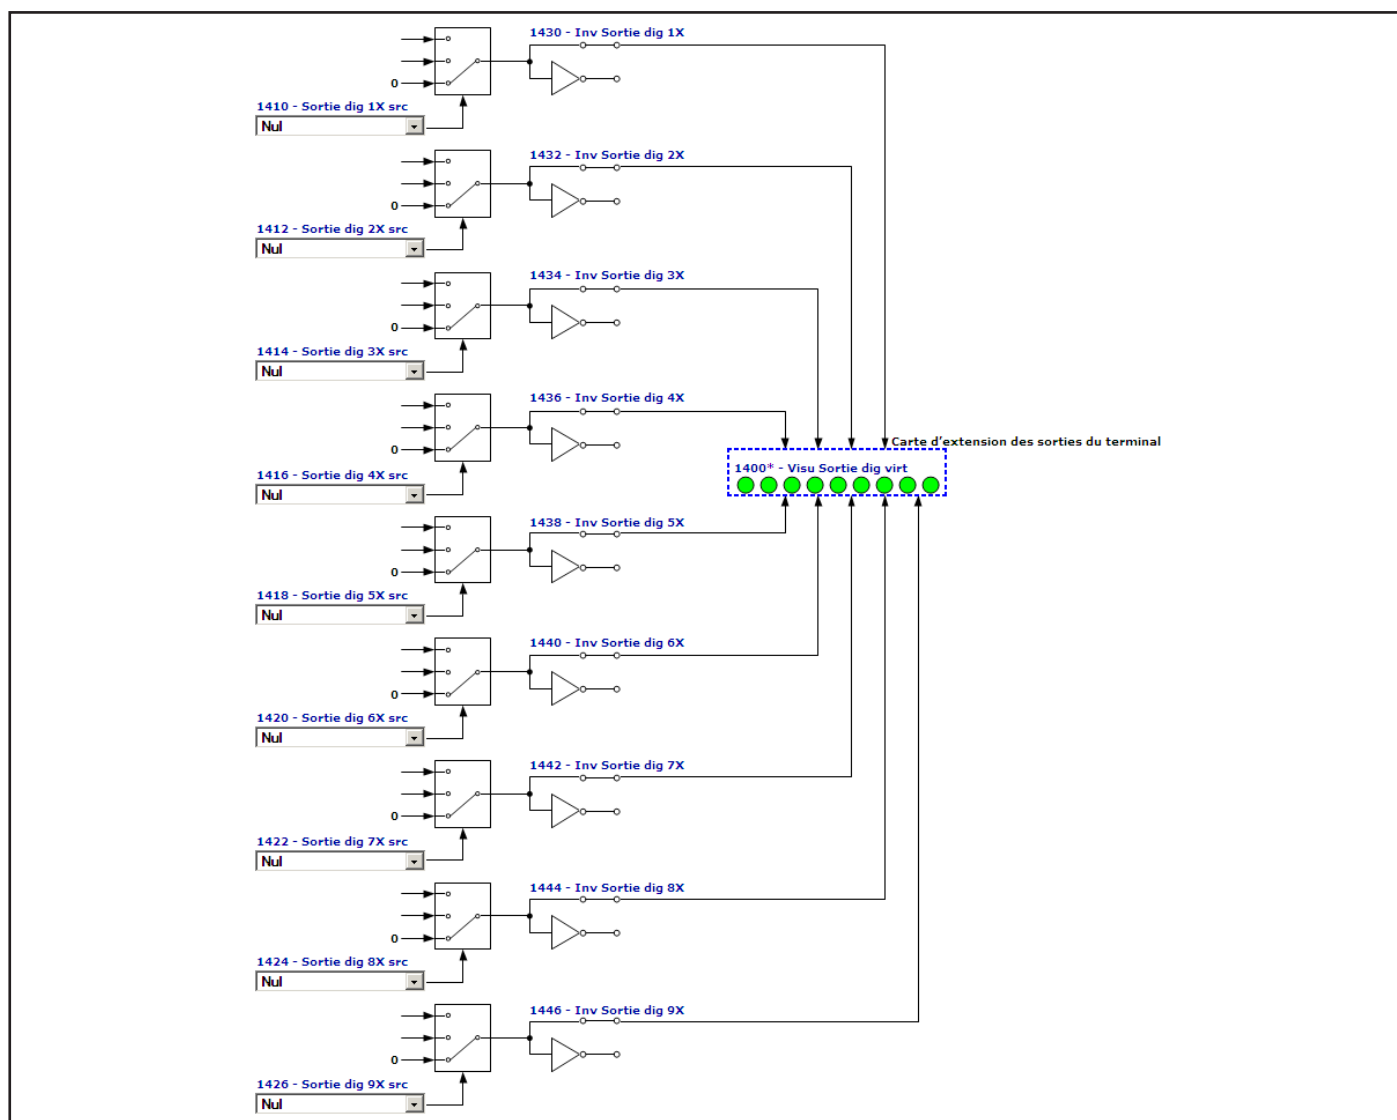 1430 - Inv Sortie dig 1X
0
1410 - Sortie dig 1X src
Nul
1432 - Inv Sortie dig 2X
0
1412 - Sortie dig 2X src
Nul
1434 - Inv Sortie dig 3X
0
1414 - Sortie dig 3X src
Nul
1436 - Inv Sortie dig 4X
0
1416 - Sortie dig 4X src
Nul
Carte d'extension des sorties du terminal
1400* - Visu Sortie dig virt
1438 - Inv Sortie dig 5X
0
1418 - Sortie dig 5X src
Nul
1440 - Inv Sortie dig 6X
0
1420 - Sortie dig 6X src
Nul
1442 - Inv Sortie dig 7X
0
1422 - Sortie dig 7X src
Nul
1444 - Inv Sortie dig 8X
0
1424 - Sortie dig 8X src
Nul
1446 - Inv Sortie dig 9X
0
1426 - Sortie dig 9X src
Nul